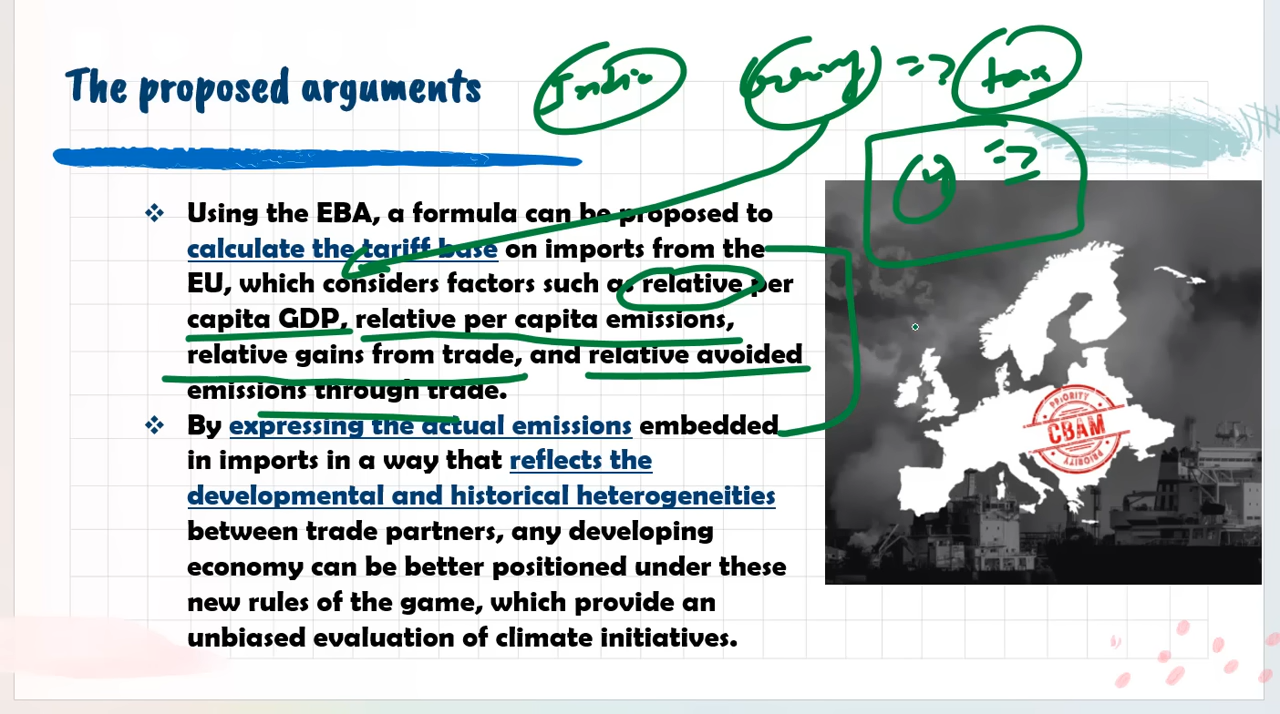 The proposed arguments
India
=? tax
4 =?
Using the EBA, a formula can be proposed to
calculate the tariff base on imports from the
EU, which considers factors such as relative per
capita GDP, relative per capita emissions,
relative gains from trade, and relative avoided
emissions through trade.
By expressing the actual emissions embedded
in imports in a way that reflects the
developmental and historical heterogeneities
between trade partners, any developing
economy can be better positioned under these
new rules of the game, which provide an
unbiased evaluation of climate initiatives.
CO₂
PRIORITY
CBAM
PRIORITY